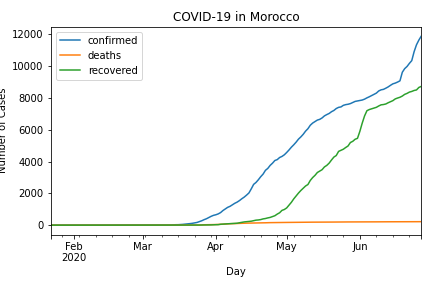 COVID-19 in Morocco
12000
10000
8000
6000
4000
2000
0
Number of Cases
confirmed
deaths
recovered
Feb
2020
Mar
Apr
May
Jun
Day